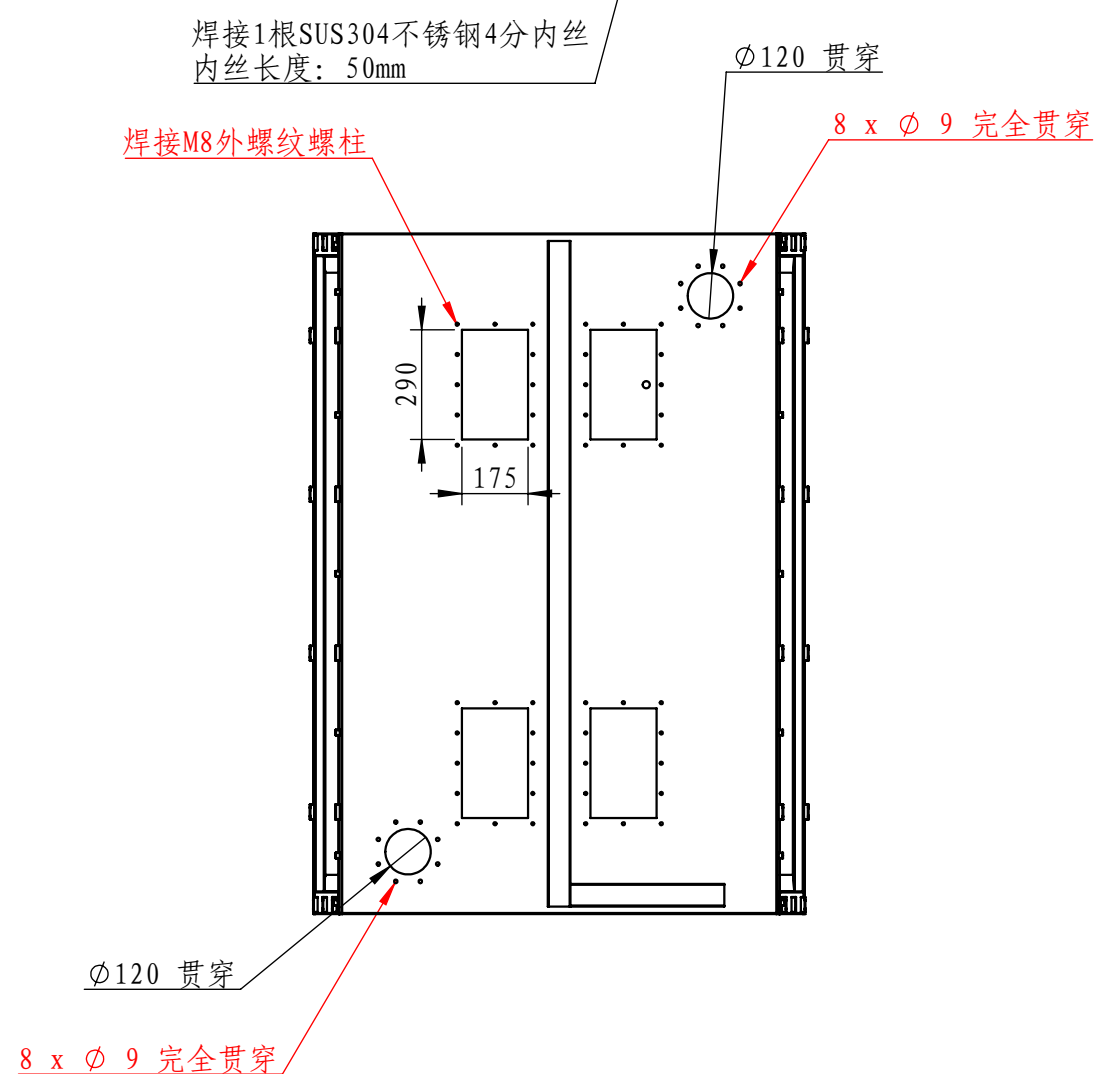 焊接1根SUS304不锈钢4分内丝
内丝长度: 50mm
∅120 贯穿
8 x ∅ 9 完全贯穿
焊接M8外螺纹螺柱
290
175
∅120 贯穿
8 x ∅ 9 完全贯穿